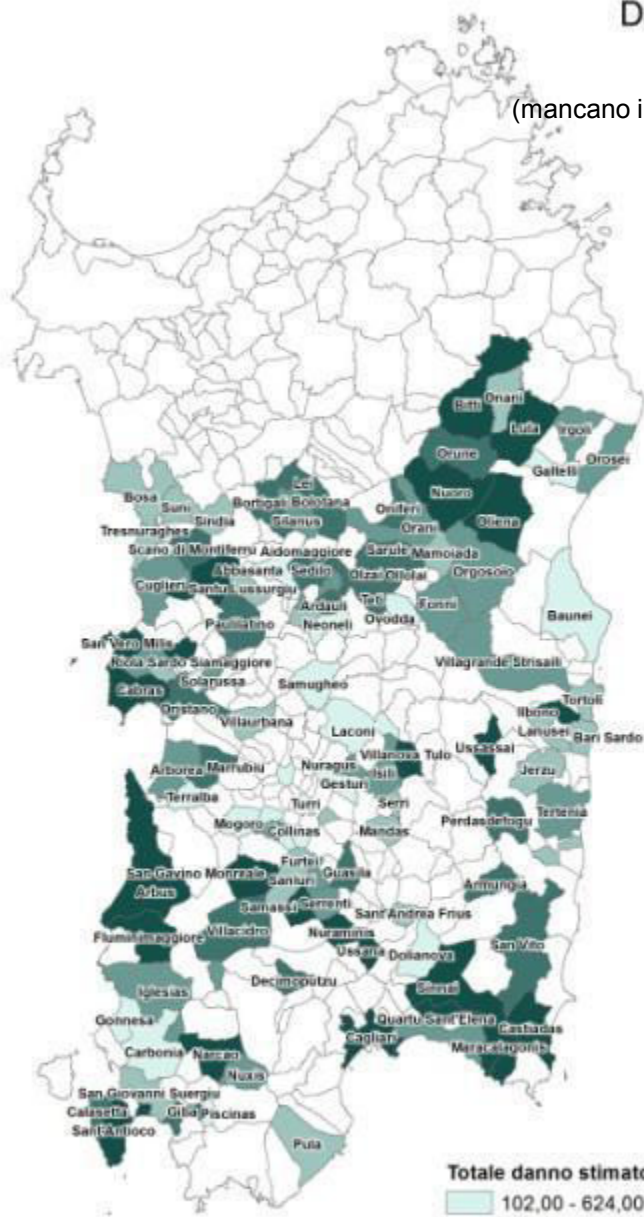 D
(mancano i
Bitti Onani
Lula Irgoli
Orune Orosei
Galtelli
Lei
Nuoro
Bosa Suni Bortigali Bolotana Oniferi Oliena
Sindia Silanus Orani
Tresnuraghes
Scano di Montiferru Aidomaggiore Sarule Mamoiada
Abbasanta Sedilo Olzai Ollolai Orgosolo
Cuglieri Santu Lussurgiu
Ardauli Teti Fonni Baunei
Paulilatino Neoneli Ovodda
San Vero Milis
Riola Sardo Siamaggiore Villagrande Strisaili
Cabras Solarussa Samugheo
Oristano Tortolì
Villaurbana Ilbono
Laconi Lanusei Bari Sardo
Villanova Tulo Ussassai
Arborea Marrubiu Nuragus Isili Jerzu
Terralba Gesturi
Turri Serri Tertenia
Mogoro Collinas Mandas Perdasdefogu
Furtei Guasila
San Gavino Monreale Sanluri Armungia
Arbus Samassi Serrenti
Sant'Andrea Frius
Fluminimaggiore Villacidro Nuraminis San Vito
Ussana Dolianova
Iglesias Decimoputzu Sinnai
Gonnesa Quartu Sant'Elena
Cagliari Castiadas
Carbonia Narcao Maracalagonis
Nuxis
San Giovanni Suergiu
Calasetta Giba Piscinas
Sant'Antioco
Pula
Totale danno stimato
102,00 - 624,00